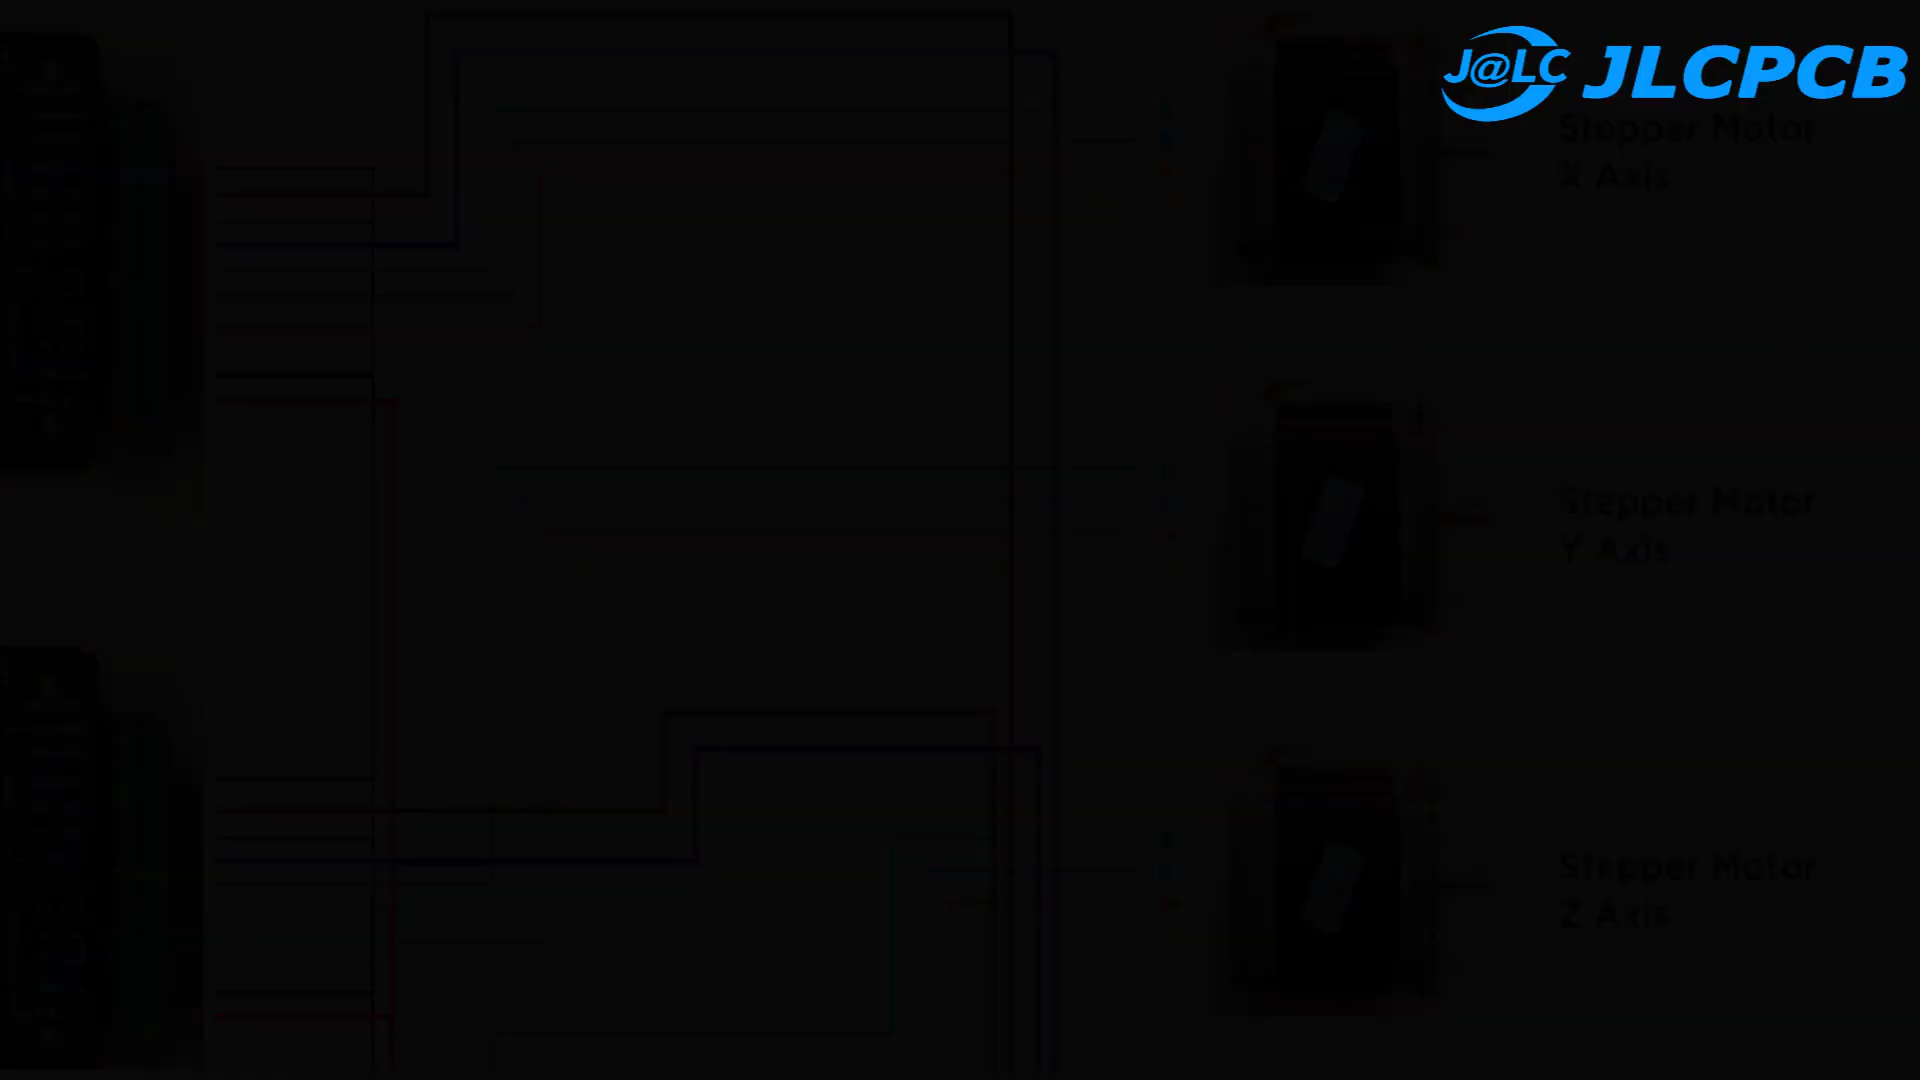 J@LC JLCPCB
Stepper Motor
X Axis
Stepper Motor
Y Axis
Stepper Motor
Z Axis